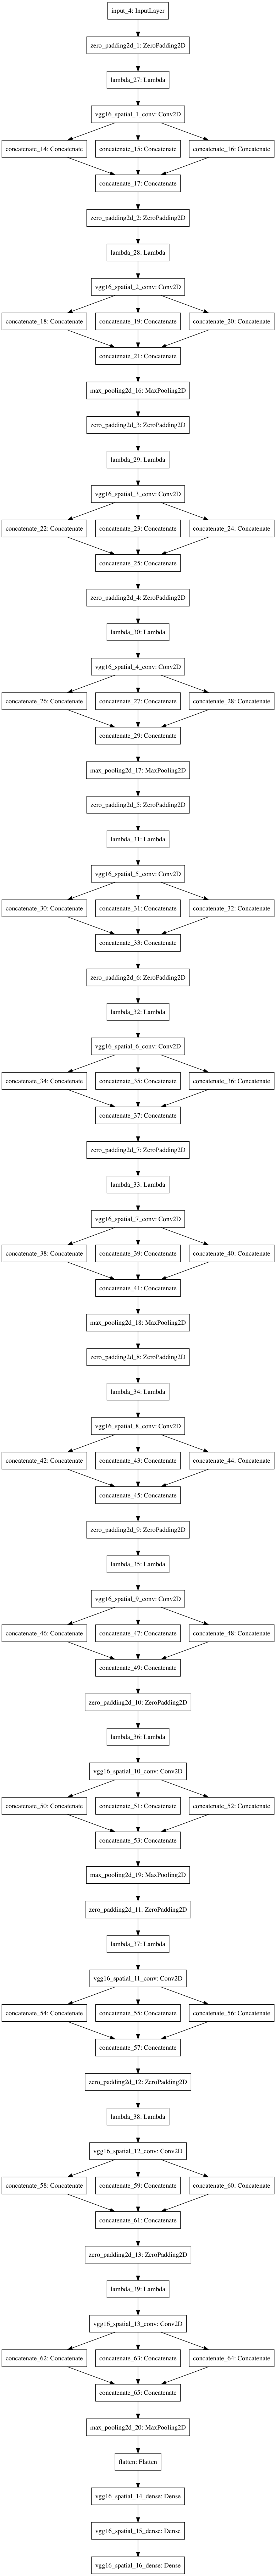 input_4: InputLayer
zero_padding2d_1: ZeroPadding2D
lambda_27: Lambda
vgg16_spatial_1_conv: Conv2D
concatenate_14: Concatenate
concatenate_15: Concatenate
concatenate_16: Concatenate
concatenate_17: Concatenate
zero_padding2d_2: ZeroPadding2D
lambda_28: Lambda
vgg16_spatial_2_conv: Conv2D
concatenate_18: Concatenate
concatenate_19: Concatenate
concatenate_20: Concatenate
concatenate_21: Concatenate
max_pooling2d_16: MaxPooling2D
zero_padding2d_3: ZeroPadding2D
lambda_29: Lambda
vgg16_spatial_3_conv: Conv2D
concatenate_22: Concatenate
concatenate_23: Concatenate
concatenate_24: Concatenate
concatenate_25: Concatenate
zero_padding2d_4: ZeroPadding2D
lambda_30: Lambda
vgg16_spatial_4_conv: Conv2D
concatenate_26: Concatenate
concatenate_27: Concatenate
concatenate_28: Concatenate
concatenate_29: Concatenate
max_pooling2d_17: MaxPooling2D
zero_padding2d_5: ZeroPadding2D
lambda_31: Lambda
vgg16_spatial_5_conv: Conv2D
concatenate_30: Concatenate
concatenate_31: Concatenate
concatenate_32: Concatenate
concatenate_33: Concatenate
zero_padding2d_6: ZeroPadding2D
lambda_32: Lambda
vgg16_spatial_6_conv: Conv2D
concatenate_34: Concatenate
concatenate_35: Concatenate
concatenate_36: Concatenate
concatenate_37: Concatenate
zero_padding2d_7: ZeroPadding2D
lambda_33: Lambda
vgg16_spatial_7_conv: Conv2D
concatenate_38: Concatenate
concatenate_39: Concatenate
concatenate_40: Concatenate
concatenate_41: Concatenate
max_pooling2d_18: MaxPooling2D
zero_padding2d_8: ZeroPadding2D
lambda_34: Lambda
vgg16_spatial_8_conv: Conv2D
concatenate_42: Concatenate
concatenate_43: Concatenate
concatenate_44: Concatenate
concatenate_45: Concatenate
zero_padding2d_9: ZeroPadding2D
lambda_35: Lambda
vgg16_spatial_9_conv: Conv2D
concatenate_46: Concatenate
concatenate_47: Concatenate
concatenate_48: Concatenate
concatenate_49: Concatenate
zero_padding2d_10: ZeroPadding2D
lambda_36: Lambda
vgg16_spatial_10_conv: Conv2D
concatenate_50: Concatenate
concatenate_51: Concatenate
concatenate_52: Concatenate
concatenate_53: Concatenate
max_pooling2d_19: MaxPooling2D
zero_padding2d_11: ZeroPadding2D
lambda_37: Lambda
vgg16_spatial_11_conv: Conv2D
concatenate_54: Concatenate
concatenate_55: Concatenate
concatenate_56: Concatenate
concatenate_57: Concatenate
zero_padding2d_12: ZeroPadding2D
lambda_38: Lambda
vgg16_spatial_12_conv: Conv2D
concatenate_58: Concatenate
concatenate_59: Concatenate
concatenate_60: Concatenate
concatenate_61: Concatenate
zero_padding2d_13: ZeroPadding2D
lambda_39: Lambda
vgg16_spatial_13_conv: Conv2D
concatenate_62: Concatenate
concatenate_63: Concatenate
concatenate_64: Concatenate
concatenate_65: Concatenate
max_pooling2d_20: MaxPooling2D
flatten: Flatten
vgg16_spatial_14_dense: Dense
vgg16_spatial_15_dense: Dense
vgg16_spatial_16_dense: Dense